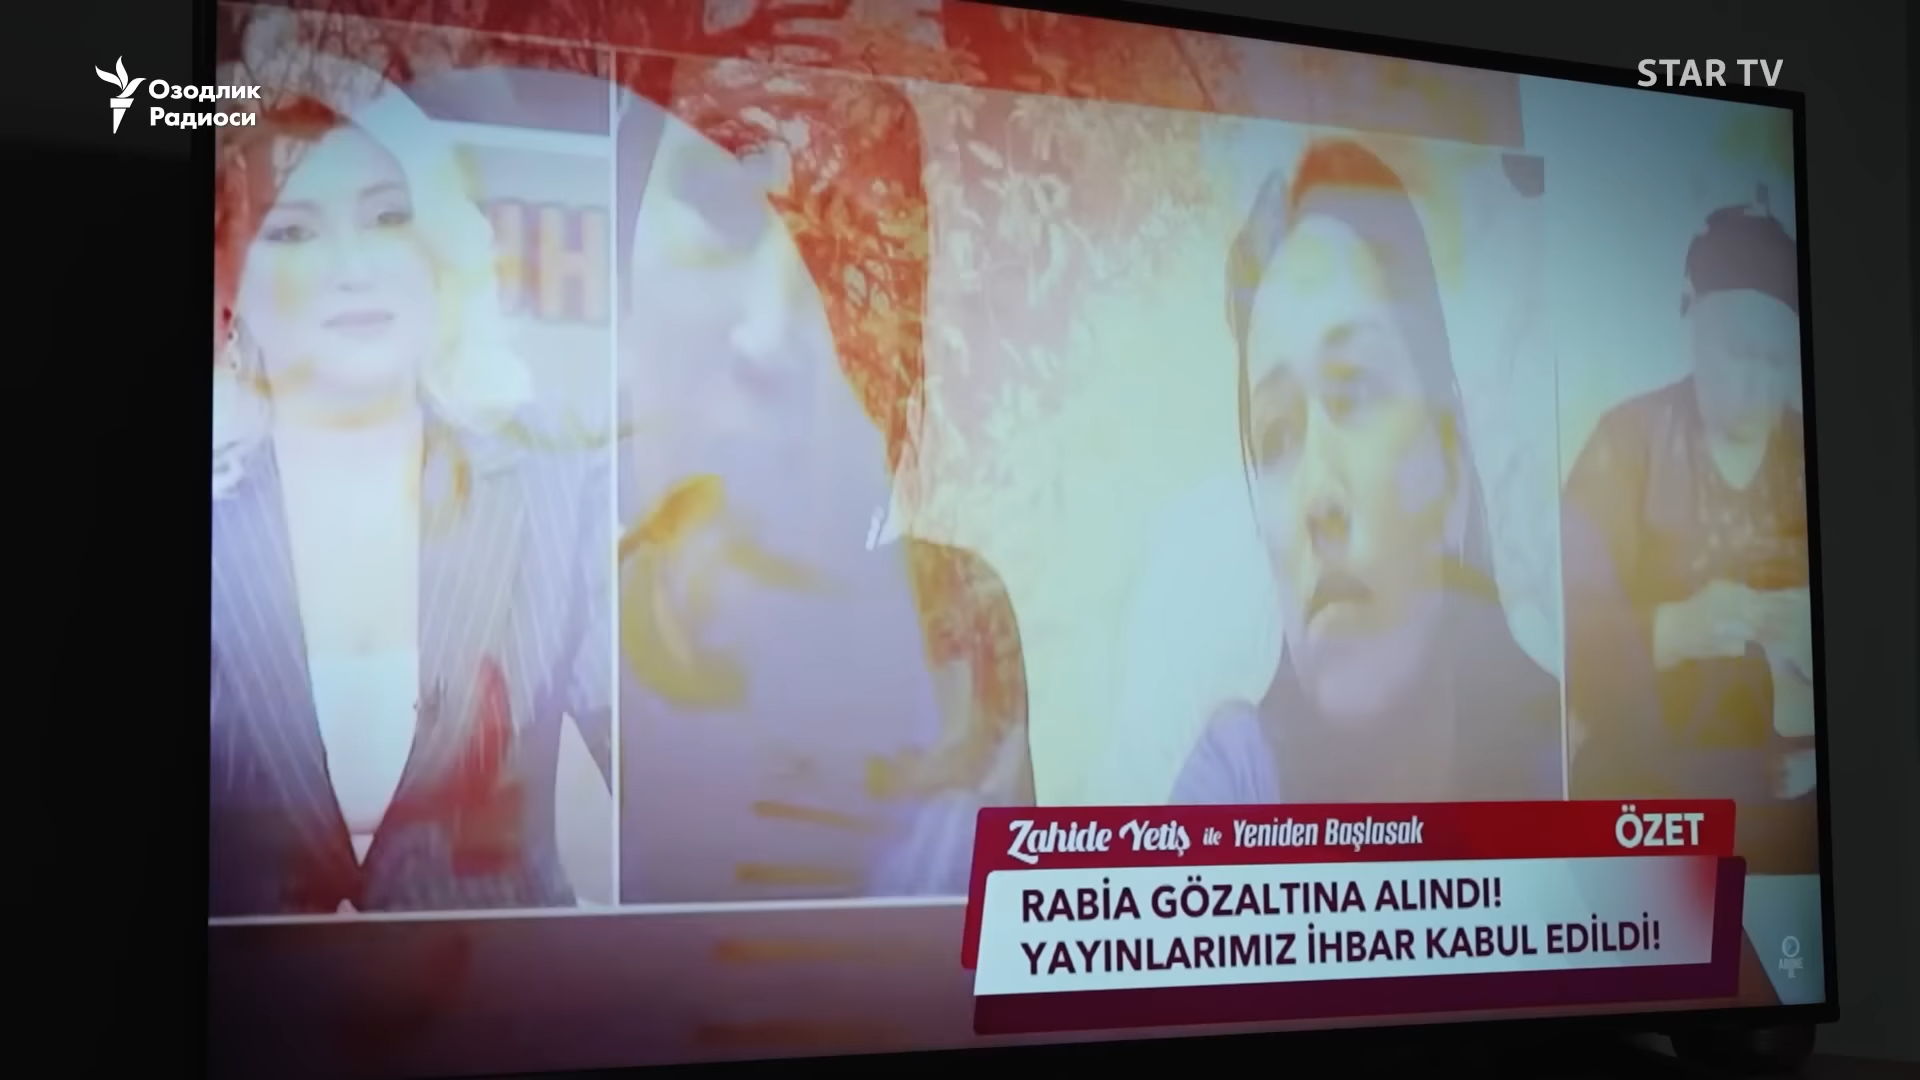 Озодлик
Радиоси
STAR TV
Zahide Yetiş ile Yeniden Başlasak
ÖZET
RABİA GÖZALTINA ALINDI!
YAYINLARIMIZ İHBAR KABUL EDİLDİ!